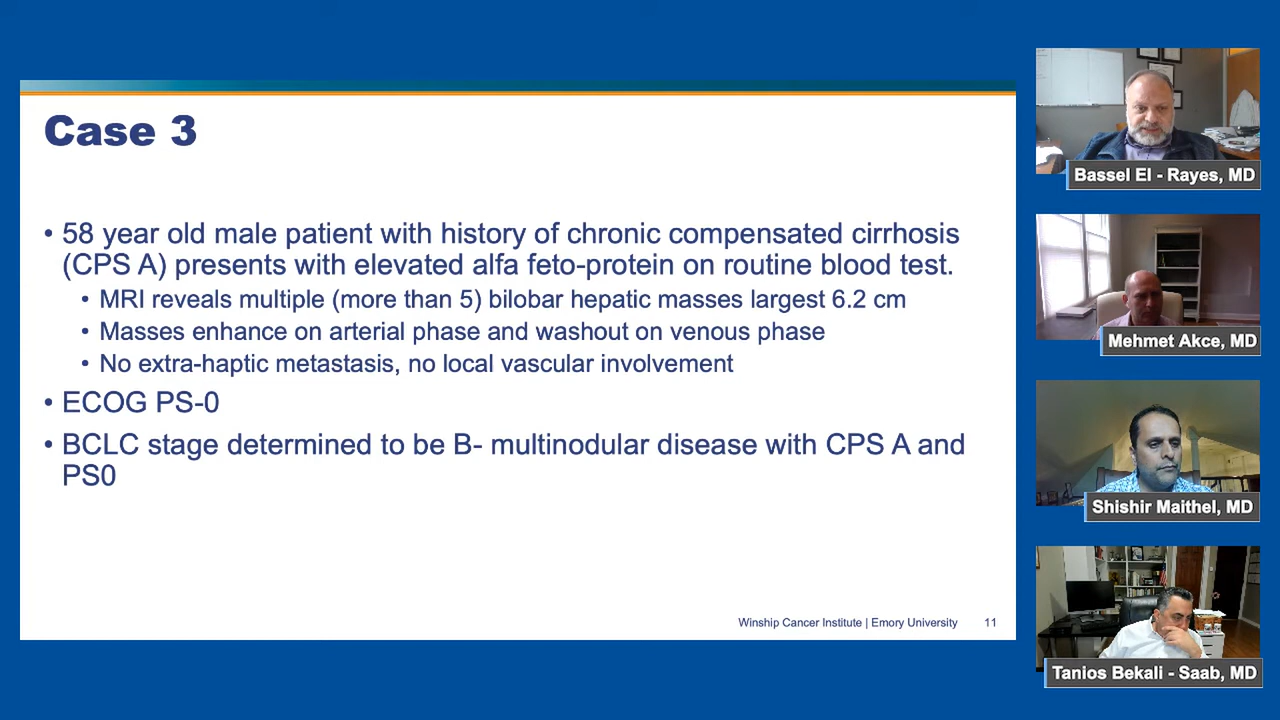 Case 3
• 58 year old male patient with history of chronic compensated cirrhosis
(CPS A) presents with elevated alfa feto-protein on routine blood test.
• MRI reveals multiple (more than 5) bilobar hepatic masses largest 6.2 cm
• Masses enhance on arterial phase and washout on venous phase
• No extra-haptic metastasis, no local vascular involvement
• ECOG PS-0
• BCLC stage determined to be B- multinodular disease with CPS A and
PS0
Winship Cancer Institute | Emory University 11
Bassel El - Rayes, MD
Mehmet Akce, MD
Shishir Maithel, MD
Tanios Bekali - Saab, MD